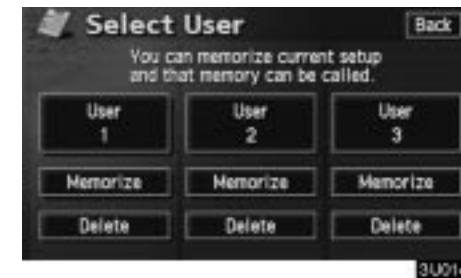 Select User Back
You can memorize current setup
and that memory can be called.
User User User
1 2 3
Memorize Memorize Memorize
Delete Delete Delete